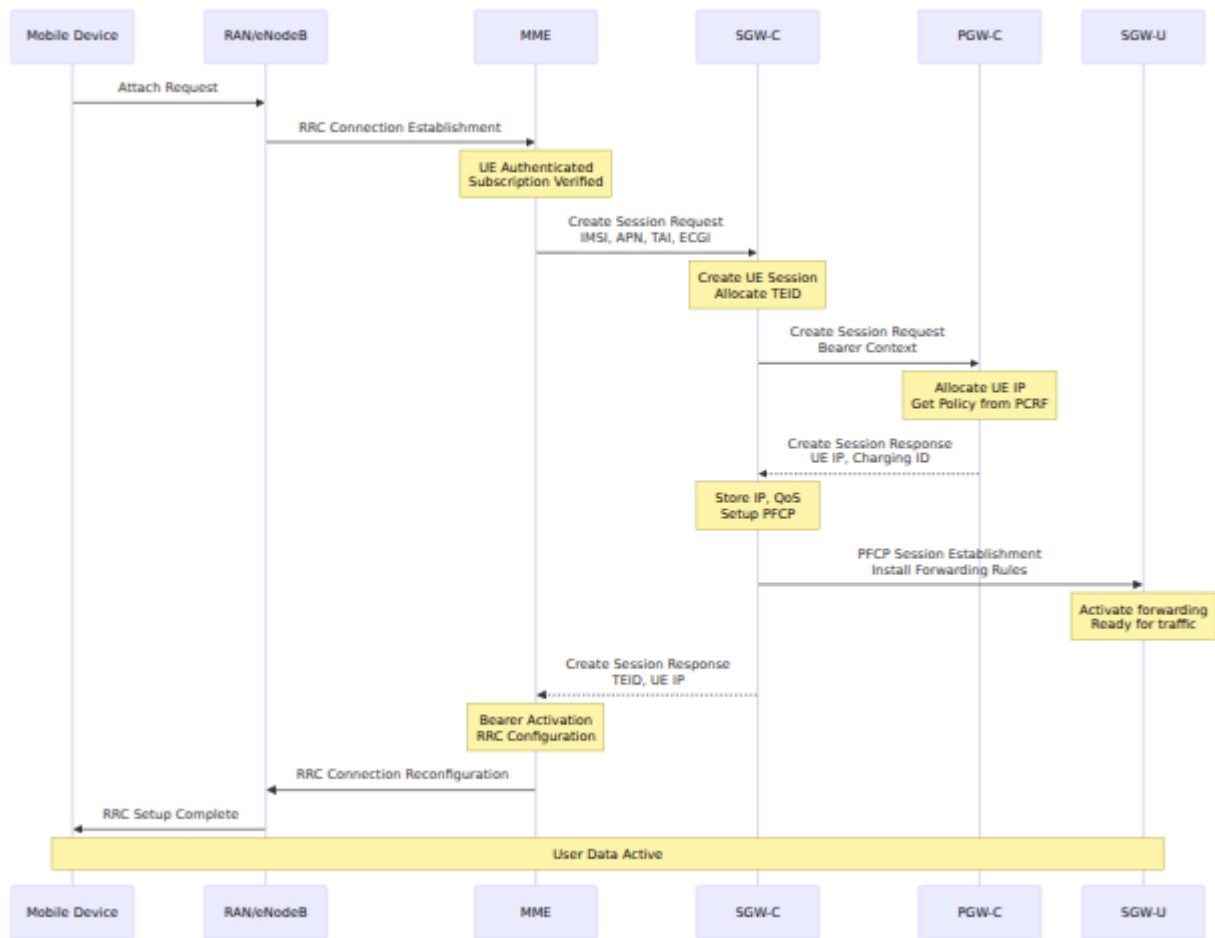 Mobile Device
RAN/eNodeB
MME
SGW-C
PGW-C
SGW-U
Attach Request
RRC Connection Establishment
UE Authenticated
Subscription Verified
Create Session Request
IMSI, APN, TAI, ECGI
Create UE Session
Allocate TEID
Create Session Request
Bearer Context
Allocate UE IP
Get Policy from PCRF
Create Session Response
UE IP, Charging ID
Store IP, QoS
Setup PFCP
PFCP Session Establishment
Install Forwarding Rules
Activate forwarding
Ready for traffic
Create Session Response
TEID, UE IP
Bearer Activation
RRC Configuration
RRC Connection Reconfiguration
RRC Setup Complete
User Data Active
Mobile Device
RAN/eNodeB
MME
SGW-C
PGW-C
SGW-U